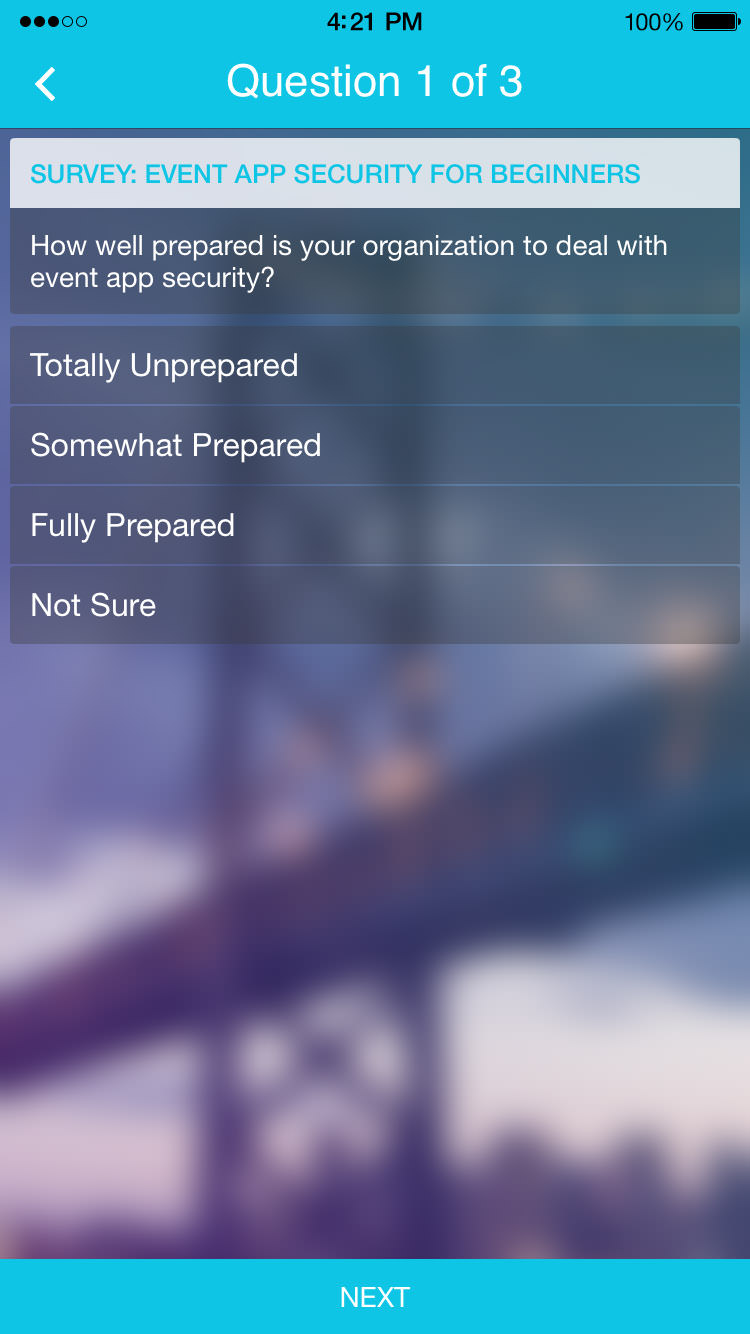 4:21 PM
100%
Question 1 of 3
SURVEY: EVENT APP SECURITY FOR BEGINNERS
How well prepared is your organization to deal with
event app security?
Totally Unprepared
Somewhat Prepared
Fully Prepared
Not Sure
NEXT